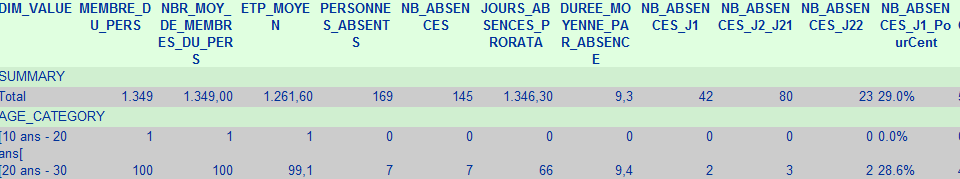 DIM_VALUE MEMBRE_DU_PERS NBR_MOY_DE_MEMBRES_DU_PERS ETP_MOYEN PERSONNES_ABSENTS NB_ABSENCES JOURS_ABSENCES_PRORATA DUREE_MOYENNE_PAR_ABSENCE NB_ABSENCES_J1 NB_ABSENCES_J2_J21 NB_ABSENCES_J22 NB_ABSENCES_J1_PourCent
SUMMARY
Total 1.349 1.349,00 1.261,60 169 145 1.346,30 9,3 42 80 23 29.0%
AGE_CATEGORY
[10 ans - 20 ans[ 1 1 1 0 0 0 0 0 0 0 0.0%
[20 ans - 30 100 100 99,1 7 7 66 9,4 2 3 2 28.6%